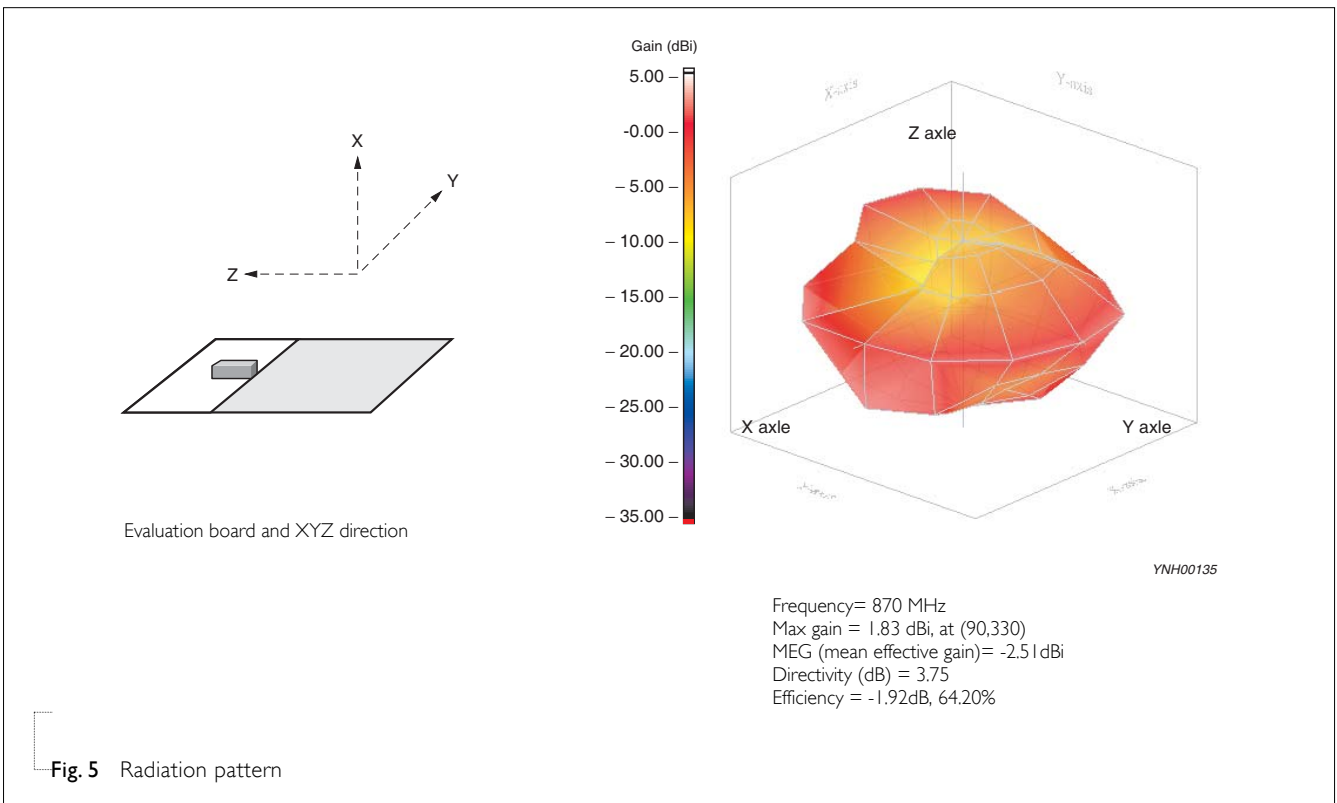 Gain (dBi)
5.00 –
-0.00 –
– 5.00 –
– 10.00 –
– 15.00 –
– 20.00 –
– 25.00 –
– 30.00 –
– 35.00 –
X
Y
Z
Evaluation board and XYZ direction
X-axis
Y-axis
Z axle
X axle
Y axle
YNH00135
Frequency= 870 MHz
Max gain = 1.83 dBi, at (90,330)
MEG (mean effective gain)= -2.51dBi
Directivity (dB) = 3.75
Efficiency = -1.92dB, 64.20%
Fig. 5 Radiation pattern